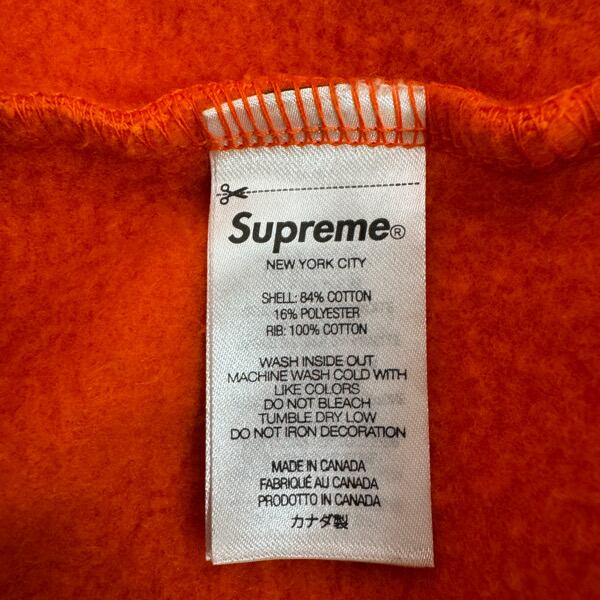 Supreme®
NEW YORK CITY
SHELL: 84% COTTON
16% POLYESTER
RIB: 100% COTTON
WASH INSIDE OUT
MACHINE WASH COLD WITH
LIKE COLORS
DO NOT BLEACH
TUMBLE DRY LOW
DO NOT IRON DECORATION
MADE IN CANADA
FABRIQUÉ AU CANADA
PRODOTTO IN CANADA
カナダ製